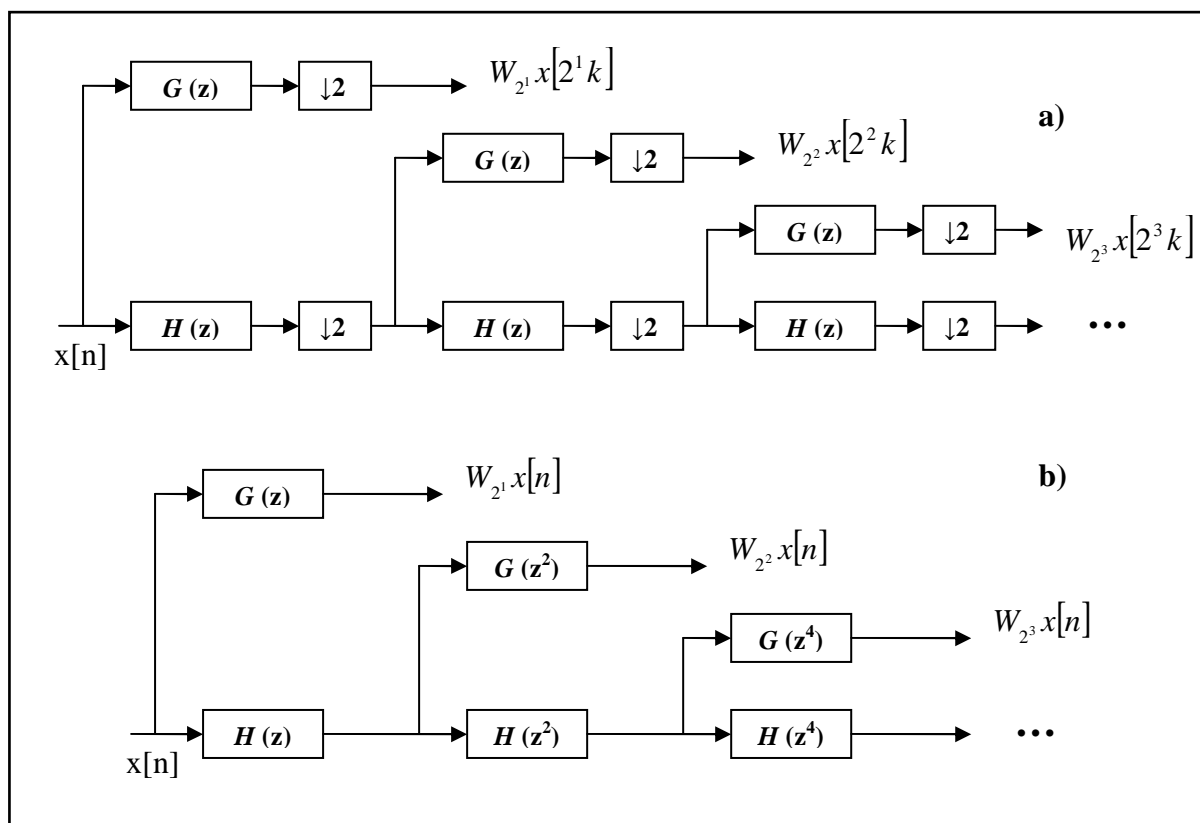 G (z) ↓2 W_{2^1} x[2^1 k]
a)
G (z) ↓2 W_{2^2} x[2^2 k]
G (z) ↓2 W_{2^3} x[2^3 k]
H (z) ↓2 H (z) ↓2 H (z) ↓2 •••
x[n]
G (z) W_{2^1} x[n]
b)
G (z^2) W_{2^2} x[n]
G (z^4) W_{2^3} x[n]
H (z) H (z^2) H (z^4) •••
x[n]